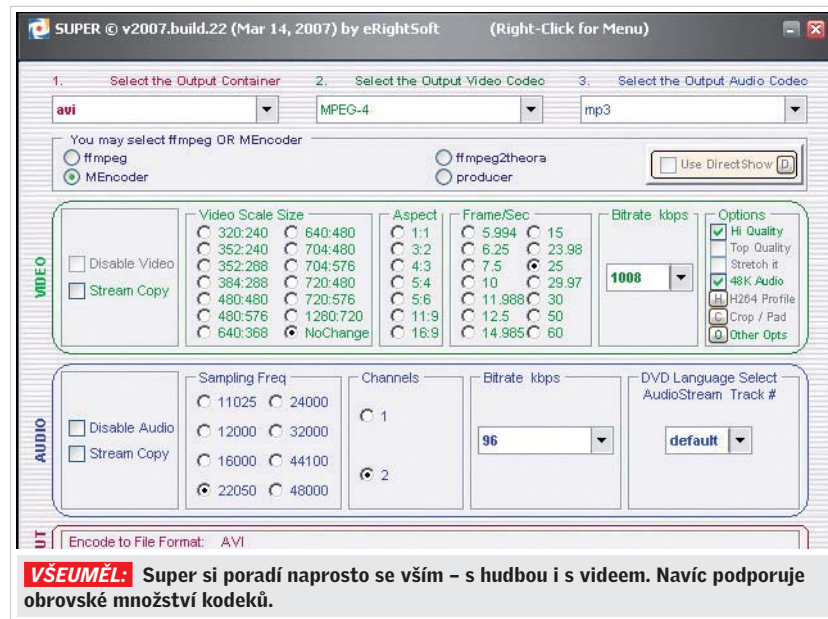 SUPER © v2007.build.22 (Mar 14, 2007) by eRightSoft (Right-Click for Menu)
1. Select the Output Container 2. Select the Output Video Codec 3. Select the Output Audio Codec
avi MPEG-4 mp3
You may select ffmpeg OR MEncoder
ffmpeg ffmpeg2theora Use DirectShow D
MEncoder producer
VIDEO
Disable Video
Stream Copy
Video Scale Size
320:240 640:480
352:240 704:480
352:288 704:576
384:288 720:480
480:480 720:576
480:576 1280:720
640:368 NoChange
Aspect
1:1
3:2
4:3
5:4
5:6
11:9
16:9
Frame/Sec
5.994 15
6.25 23.98
7.5 25
10 29.97
11.988 30
12.5 50
14.985 60
Bitrate kbps
1008
Options
Hi Quality
Top Quality
Stretch it
48K Audio
H H264 Profile
C Crop / Pad
O Other Opts
AUDIO
Disable Audio
Stream Copy
Sampling Freq
11025 24000
12000 32000
16000 44100
22050 48000
Channels
1
2
Bitrate kbps
96
DVD Language Select
AudioStream Track #
default
Encode to File Format: AVI
VŠEUMĚL: Super si poradí naprosto se vším – s hudbou i s videem. Navíc podporuje
obrovské množství kodeků.